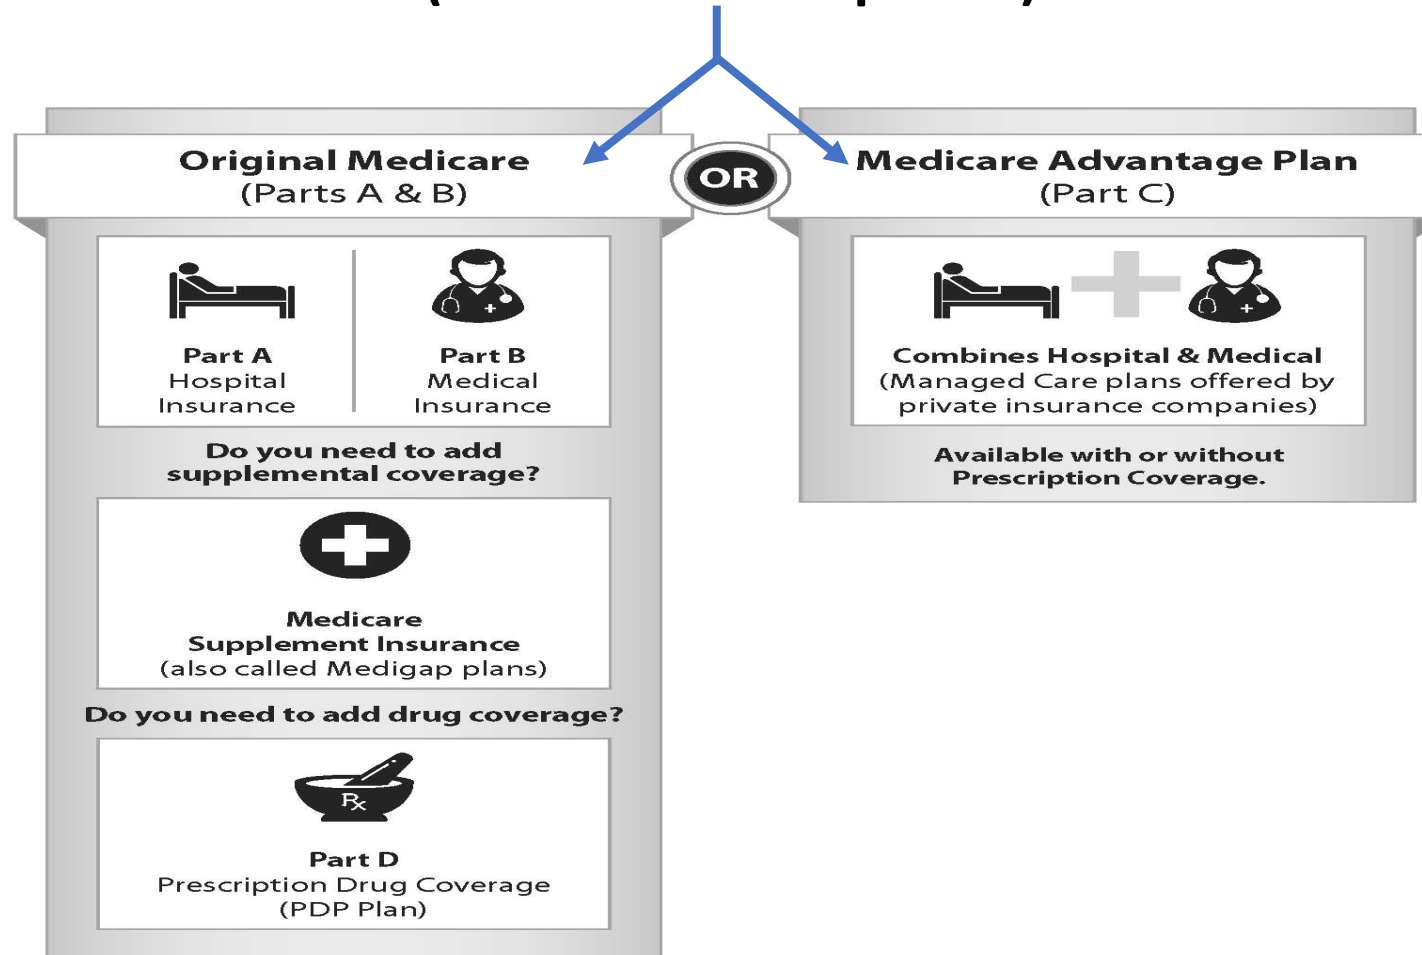 Original Medicare
(Parts A & B)
OR
Medicare Advantage Plan
(Part C)
Part A
Hospital
Insurance
Part B
Medical
Insurance
Do you need to add
supplemental coverage?
Medicare
Supplement Insurance
(also called Medigap plans)
Do you need to add drug coverage?
Rx
Part D
Prescription Drug Coverage
(PDP Plan)
Combines Hospital & Medical
(Managed Care plans offered by
private insurance companies)
Available with or without
Prescription Coverage.